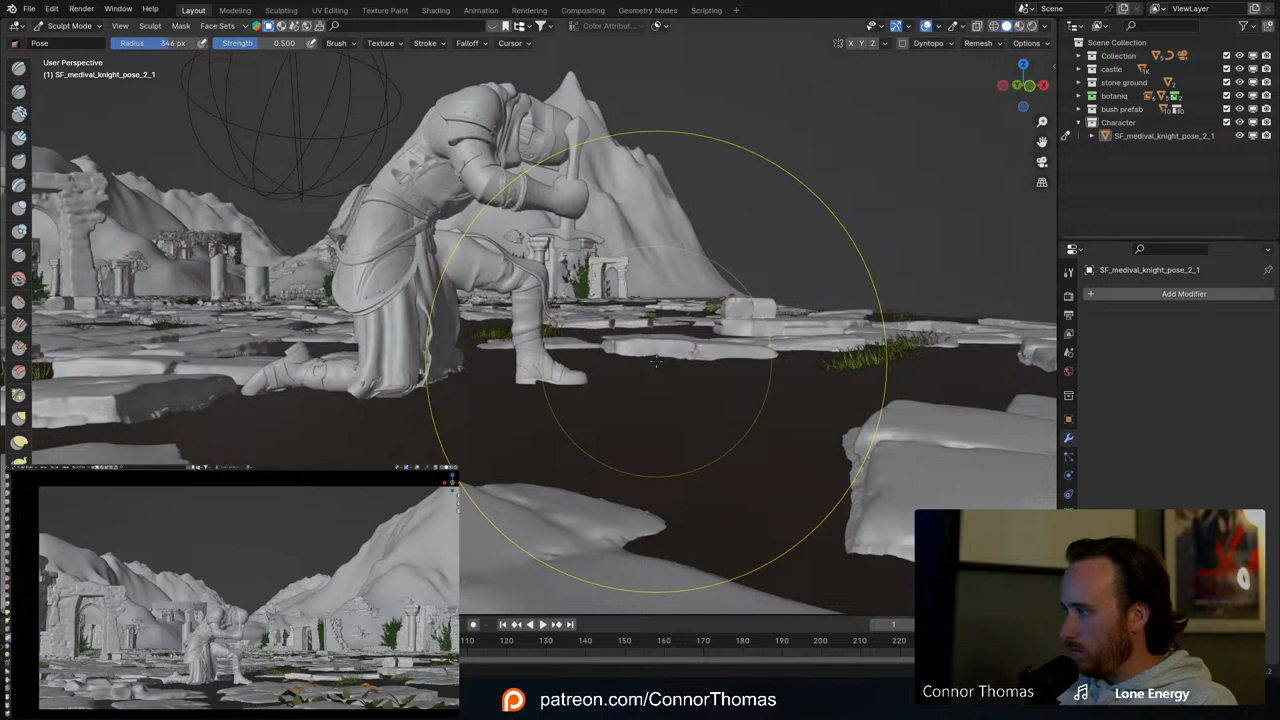 File Edit Render Window Help Layout Modeling Sculpting UV Editing Texture Paint Shading Animation Rendering Compositing Geometry Nodes Scripting Scene ViewLayer
Sculpt Mode View Sculpt Mask Face Sets Color Attribut...
Pose Radius 346 px Strength 0.500 Brush Texture Stroke Falloff Cursor X Y Z Dyntopo Remesh Options
User Perspective
(1) SF_medival_knight_pose_2_1
Z
Y
X
Scene Collection
Collection
castle
stone ground
botaniq
bush prefab
Character
SF_medival_knight_pose_2_1
SF_medival_knight_pose_2_1
Add Modifier
1
110 120 130 140 150 160 170 180 190 200 210 220
patreon.com/ConnorThomas
Connor Thomas
Lone Energy